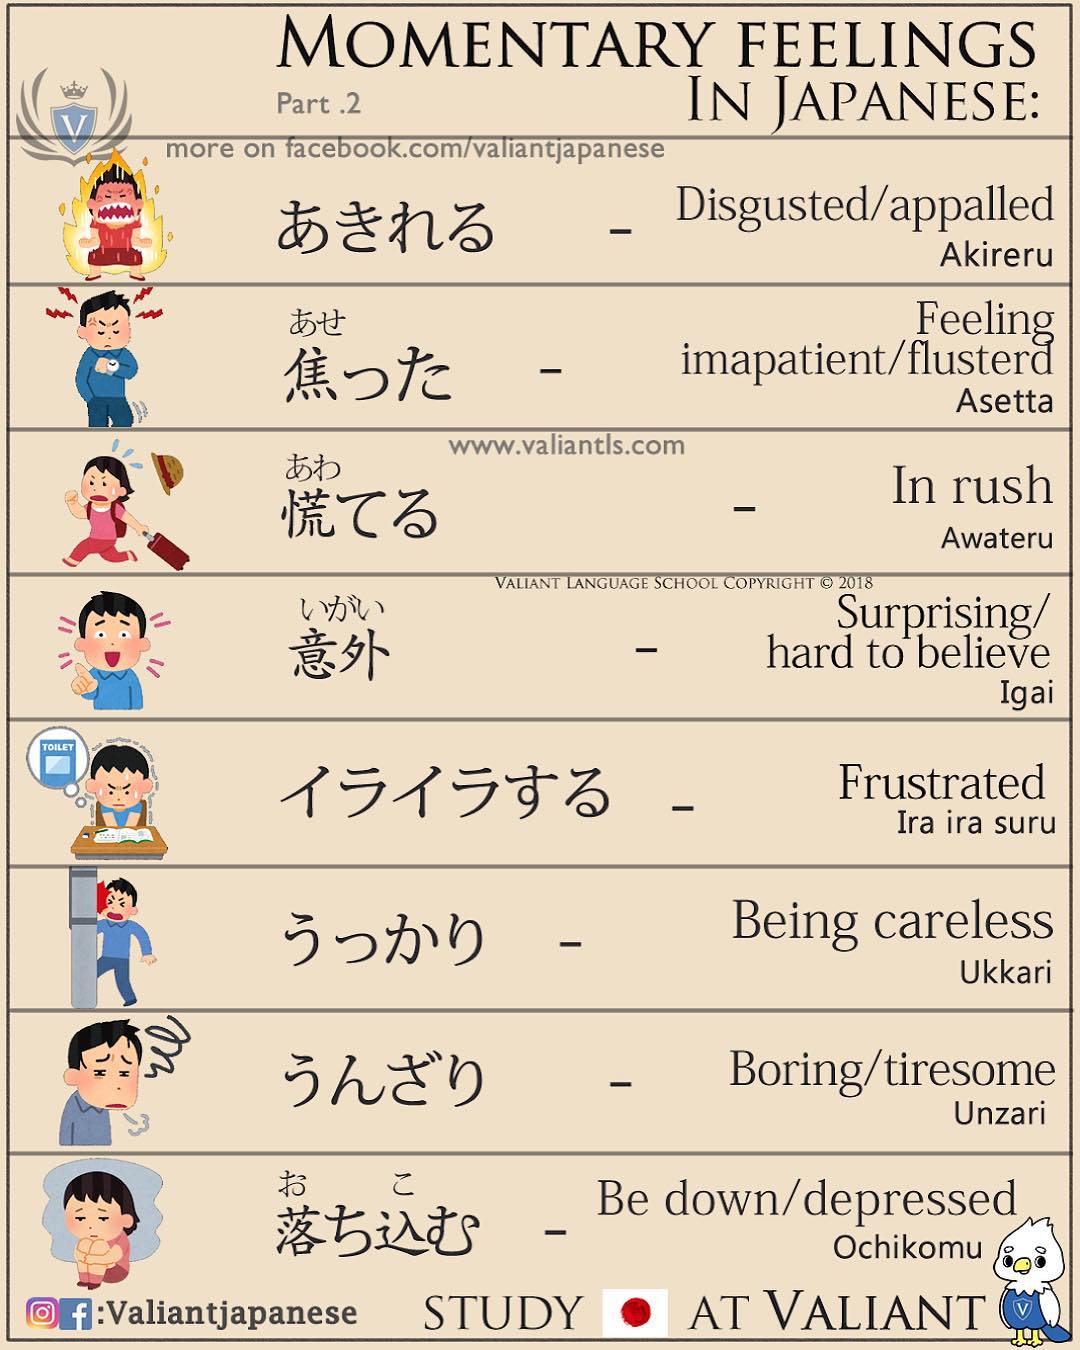 MOMENTARY FEELINGS
Part .2
IN JAPANESE:
V
more on facebook.com/valiantjapanese
あきれる - Disgusted/appalled
Akireru
あせ
焦った - Feeling
imapatient/flusterd
Asetta
www.valiantls.com
あわ
慌てる - In rush
Awateru
VALIANT LANGUAGE SCHOOL COPYRIGHT © 2018
いがい
意外 - Surprising/
hard to believe
Igai
TOILET
イライラする - Frustrated
Ira ira suru
うっかり - Being careless
Ukkari
うんざり - Boring/tiresome
Unzari
お こ
落ち込む - Be down/depressed
Ochikomu
:Valiantjapanese
STUDY AT VALIANT
V